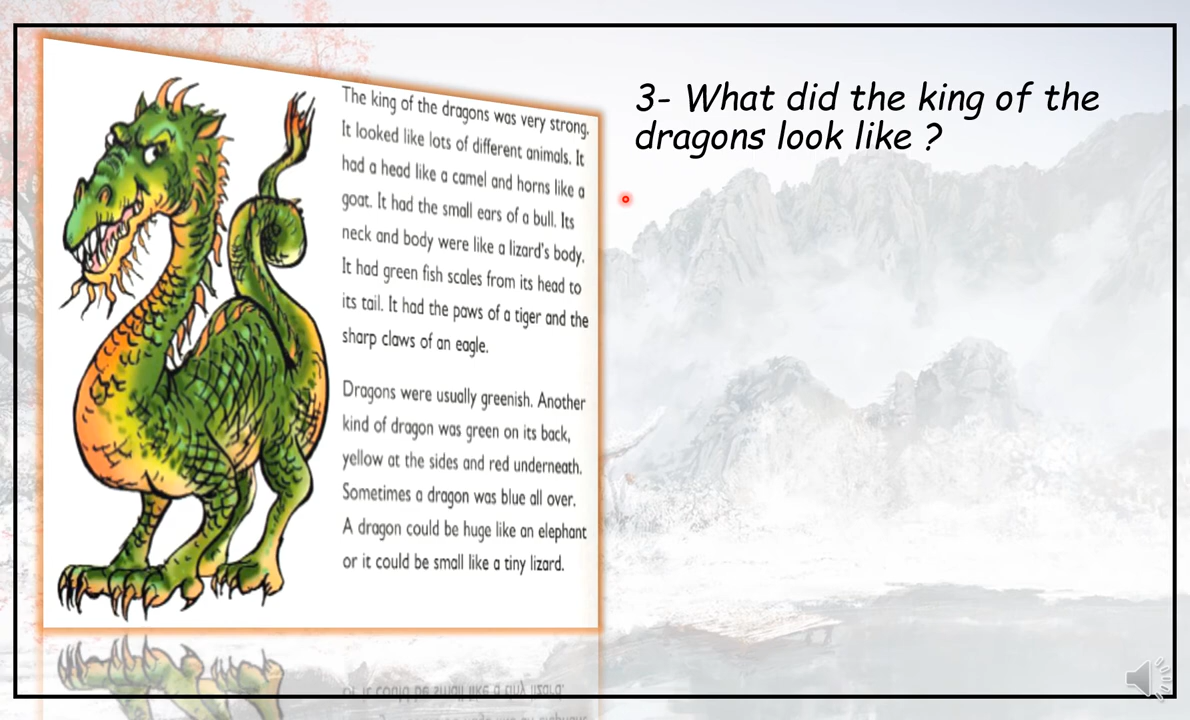 The king of the dragons was very strong.
It looked like lots of different animals. It
had a head like a camel and horns like a
goat. It had the small ears of a bull. Its
neck and body were like a lizard's body.
It had green fish scales from its head to
its tail. It had the paws of a tiger and the
sharp claws of an eagle.
Dragons were usually greenish. Another
kind of dragon was green on its back,
yellow at the sides and red underneath.
Sometimes a dragon was blue all over.
A dragon could be huge like an elephant
or it could be small like a tiny lizard.
3- What did the king of the
dragons look like ?